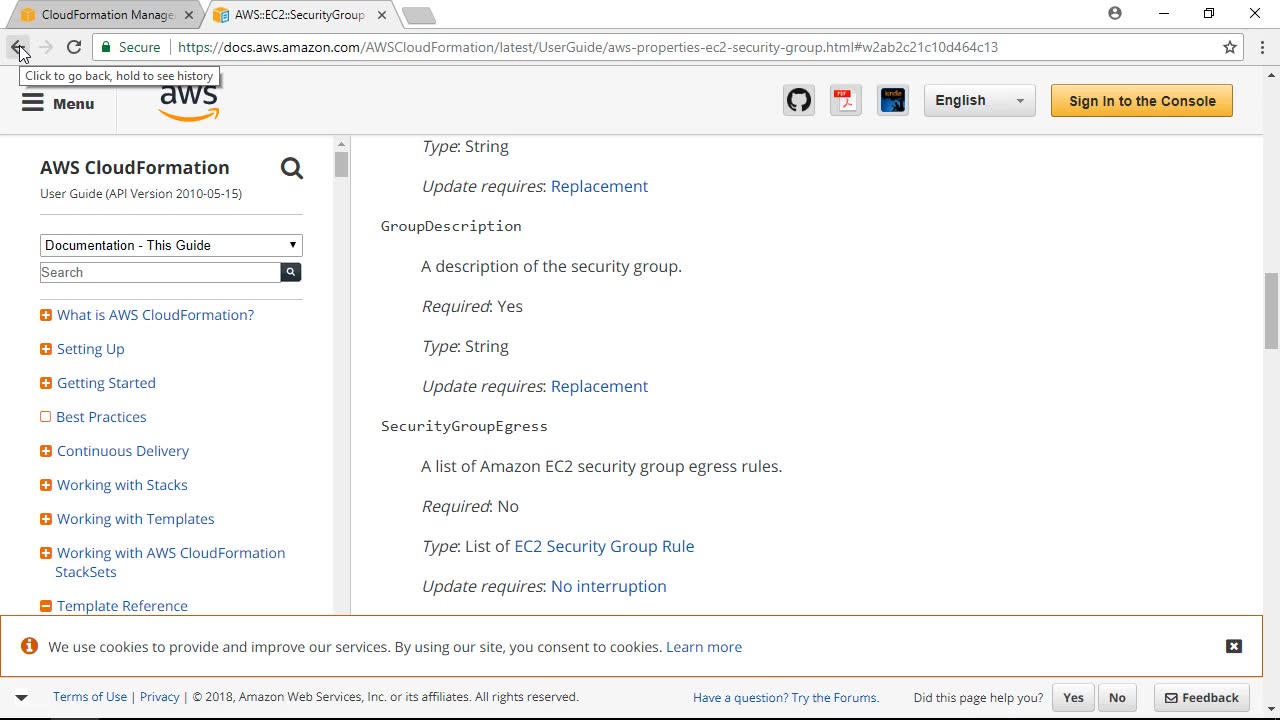 CloudFormation Manage
AWS::EC2::SecurityGroup
Secure
https://docs.aws.amazon.com/AWSCloudFormation/latest/UserGuide/aws-properties-ec2-security-group.html#w2ab2c21c10d464c13
Click to go back, hold to see history
Menu
aws
PDF
kindle
English
Sign In to the Console
AWS CloudFormation
User Guide (API Version 2010-05-15)
Documentation - This Guide
Search
What is AWS CloudFormation?
Setting Up
Getting Started
Best Practices
Continuous Delivery
Working with Stacks
Working with Templates
Working with AWS CloudFormation
StackSets
Template Reference
Type: String
Update requires: Replacement
GroupDescription
A description of the security group.
Required: Yes
Type: String
Update requires: Replacement
SecurityGroupEgress
A list of Amazon EC2 security group egress rules.
Required: No
Type: List of EC2 Security Group Rule
Update requires: No interruption
We use cookies to provide and improve our services. By using our site, you consent to cookies. Learn more
Terms of Use | Privacy | © 2018, Amazon Web Services, Inc. or its affiliates. All rights reserved.
Have a question? Try the Forums.
Did this page help you?
Yes
No
Feedback